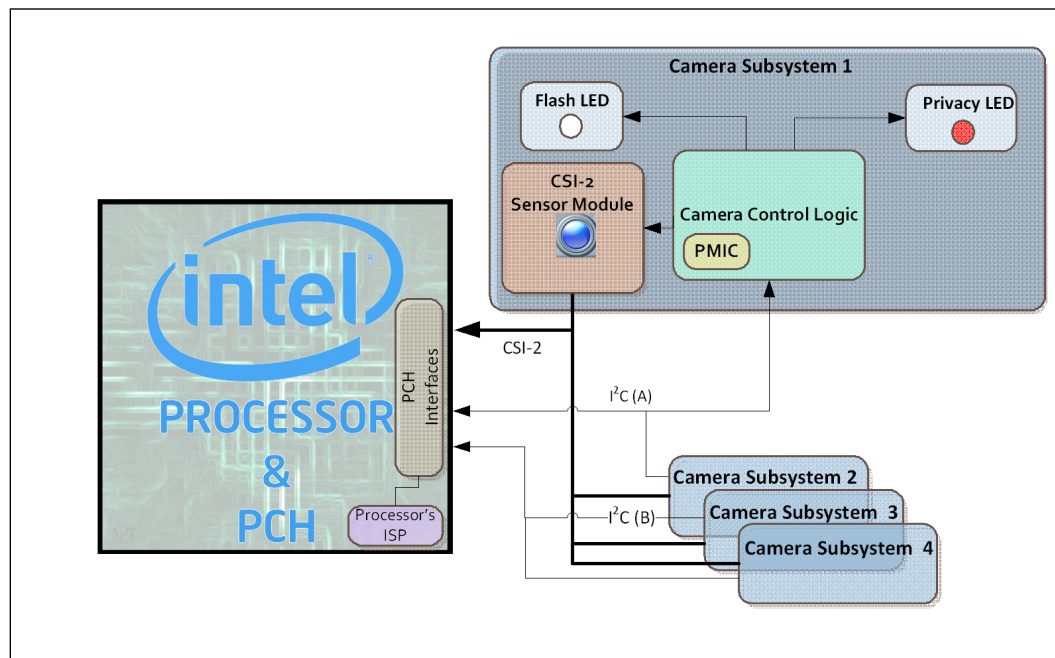 Camera Subsystem 1
Flash LED
Privacy LED
CSI-2
Sensor Module
Camera Control Logic
PMIC
intel
®
PROCESSOR
&
PCH
PCH
Interfaces
Processor's
ISP
CSI-2
I²C (A)
I²C (B)
Camera Subsystem 2
Camera Subsystem 3
Camera Subsystem 4